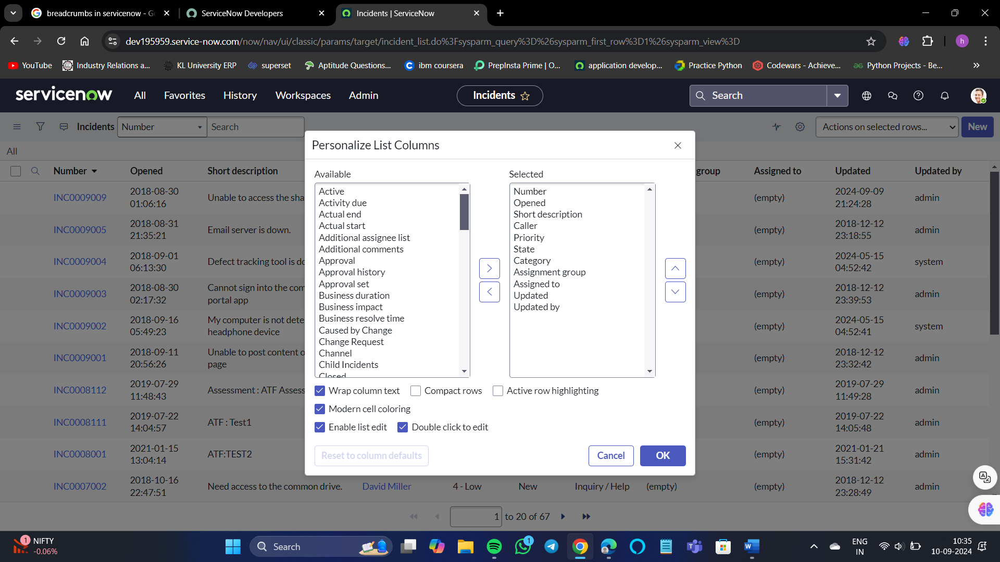 breadcrumbs in servicenow - Go
ServiceNow Developers
Incidents | ServiceNow
dev195959.service-now.com/now/nav/ui/classic/params/target/incident_list.do%3Fsysparm_query%3D%26sysparm_first_row%3D1%26sysparm_view%3D
h
YouTube
Industry Relations a...
KL University ERP
superset
Aptitude Questions...
ibm coursera
PrepInsta Prime | O...
application develop...
Practice Python
Codewars - Achieve...
Python Projects - Be...
servicenow
All
Favorites
History
Workspaces
Admin
Incidents
Search
Incidents
Number
Search
Actions on selected rows...
New
All
Number
Opened
Short description
group
Assigned to
Updated
Updated by
INC0009009
2018-08-30
01:06:16
Unable to access the sha
(empty)
2024-09-09
21:24:28
admin
INC0009005
2018-08-31
21:35:21
Email server is down.
(empty)
2018-12-12
23:18:55
admin
INC0009004
2018-09-01
06:13:30
Defect tracking tool is do
(empty)
2024-05-15
04:52:42
system
INC0009003
2018-08-30
02:17:32
Cannot sign into the com
portal app
(empty)
2018-12-12
23:39:53
admin
INC0009002
2018-09-16
05:49:23
My computer is not dete
headphone device
(empty)
2024-05-15
04:52:41
system
INC0009001
2018-09-11
20:56:26
Unable to post content o
page
(empty)
2018-12-12
23:32:42
admin
INC0008112
2019-07-29
11:48:43
Assessment : ATF Assess
(empty)
2019-07-29
11:49:28
admin
INC0008111
2019-07-22
14:04:57
ATF : Test1
(empty)
2019-07-22
14:05:48
admin
INC0008001
2021-01-15
13:04:14
ATF:TEST2
(empty)
2021-01-21
15:31:42
admin
INC0007002
2018-10-16
22:47:51
Need access to the common drive.
David Miller
4 - Low
New
Inquiry / Help
(empty)
(empty)
2018-12-12
23:28:49
admin
Personalize List Columns
Available
Active
Activity due
Actual end
Actual start
Additional assignee list
Additional comments
Approval
Approval history
Approval set
Business duration
Business impact
Business resolve time
Caused by Change
Change Request
Channel
Child Incidents
Closed
Selected
Number
Opened
Short description
Caller
Priority
State
Category
Assignment group
Assigned to
Updated
Updated by
Wrap column text
Compact rows
Active row highlighting
Modern cell coloring
Enable list edit
Double click to edit
Reset to column defaults
Cancel
OK
1 to 20 of 67
1
NIFTY
-0.06%
Search
1
ENG
IN
10:35
10-09-2024